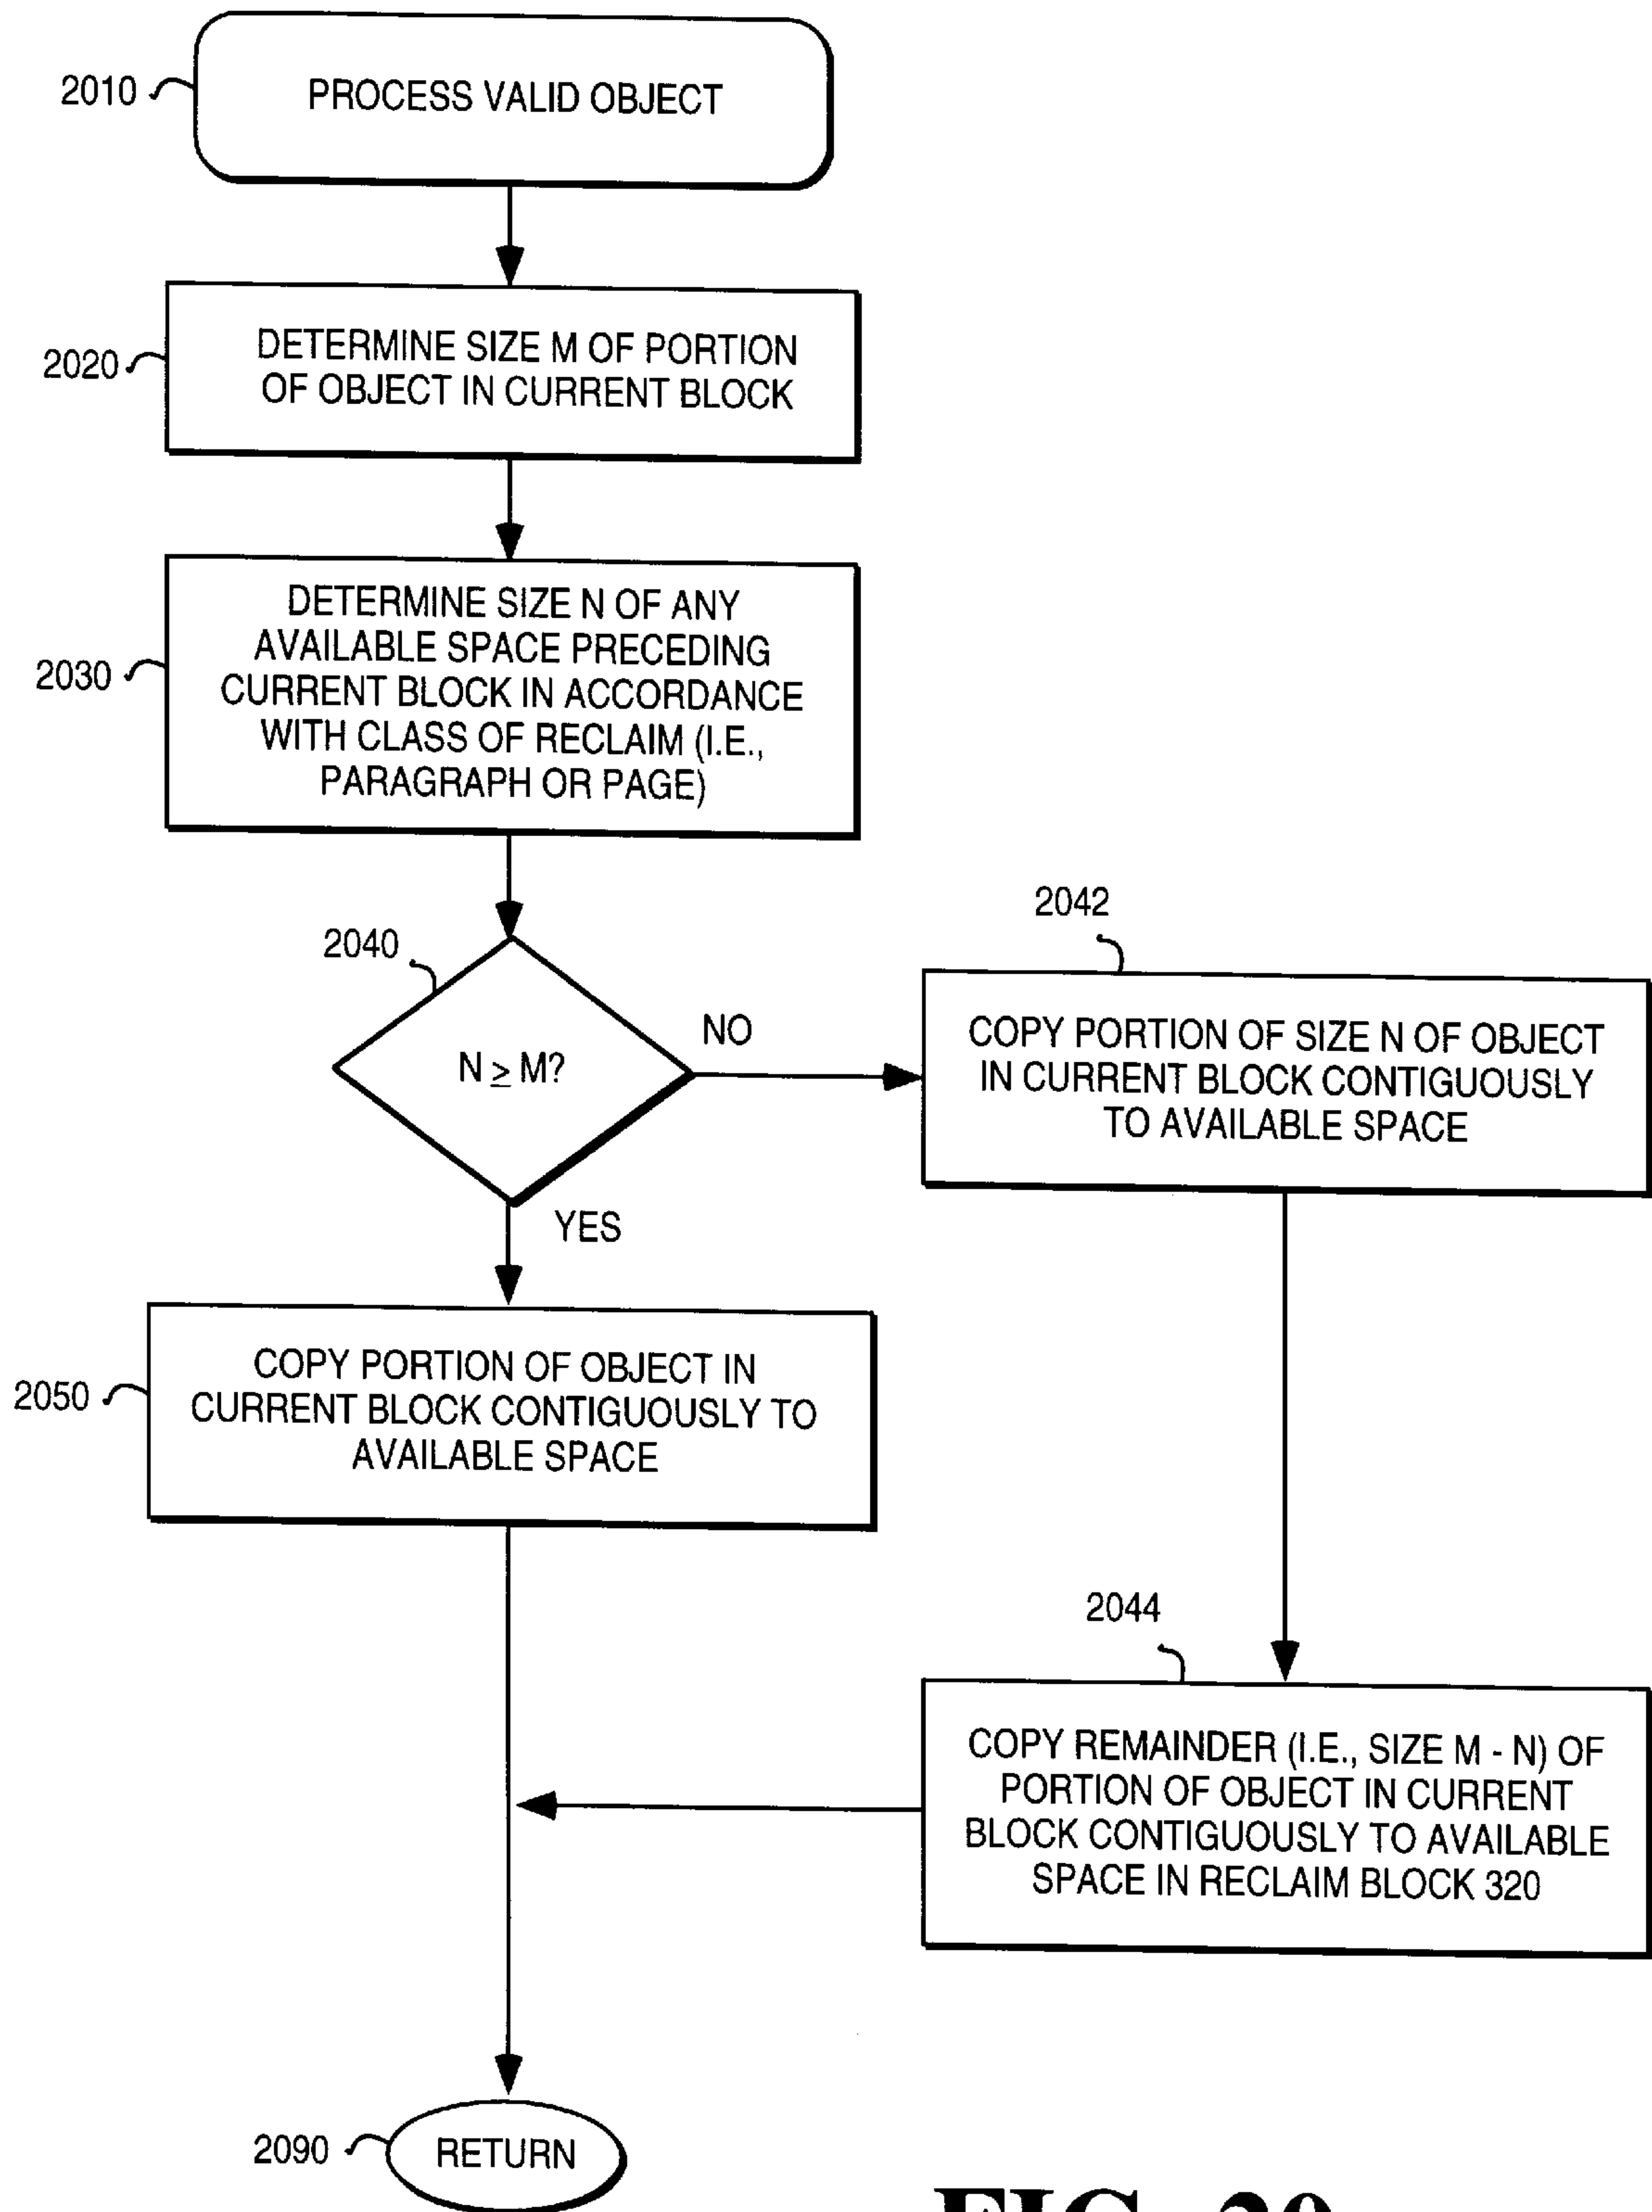 2010
PROCESS VALID OBJECT
2020
DETERMINE SIZE M OF PORTION
OF OBJECT IN CURRENT BLOCK
2030
DETERMINE SIZE N OF ANY
AVAILABLE SPACE PRECEDING
CURRENT BLOCK IN ACCORDANCE
WITH CLASS OF RECLAIM (I.E.,
PARAGRAPH OR PAGE)
2040
N ≥ M?
NO
YES
2042
COPY PORTION OF SIZE N OF OBJECT
IN CURRENT BLOCK CONTIGUOUSLY
TO AVAILABLE SPACE
2050
COPY PORTION OF OBJECT IN
CURRENT BLOCK CONTIGUOUSLY TO
AVAILABLE SPACE
2044
COPY REMAINDER (I.E., SIZE M - N) OF
PORTION OF OBJECT IN CURRENT
BLOCK CONTIGUOUSLY TO AVAILABLE
SPACE IN RECLAIM BLOCK 320
2090
RETURN
FIG. 20